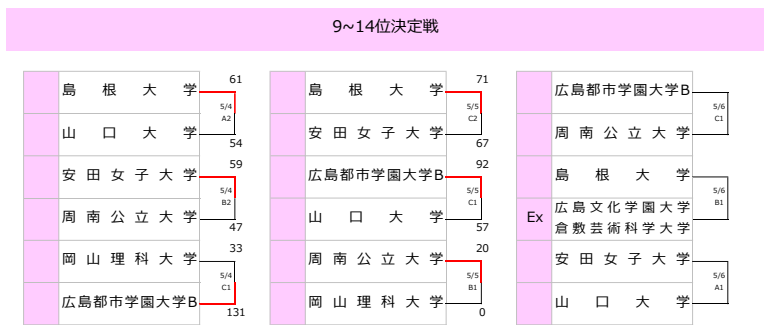 9~14位決定戦
61
島根大学
5/4
A2
山口大学
54
59
安田女子大学
5/4
B2
周南公立大学
47
33
岡山理科大学
5/4
C1
広島都市学園大学B
131
71
島根大学
5/5
C2
安田女子大学
67
92
広島都市学園大学B
5/5
C1
山口大学
57
20
周南公立大学
5/5
B1
岡山理科大学
0
広島都市学園大学B
5/6
C1
周南公立大学
島根大学
5/6
B1
Ex
広島文化学園大学
倉敷芸術科学大学
安田女子大学
5/6
A1
山口大学